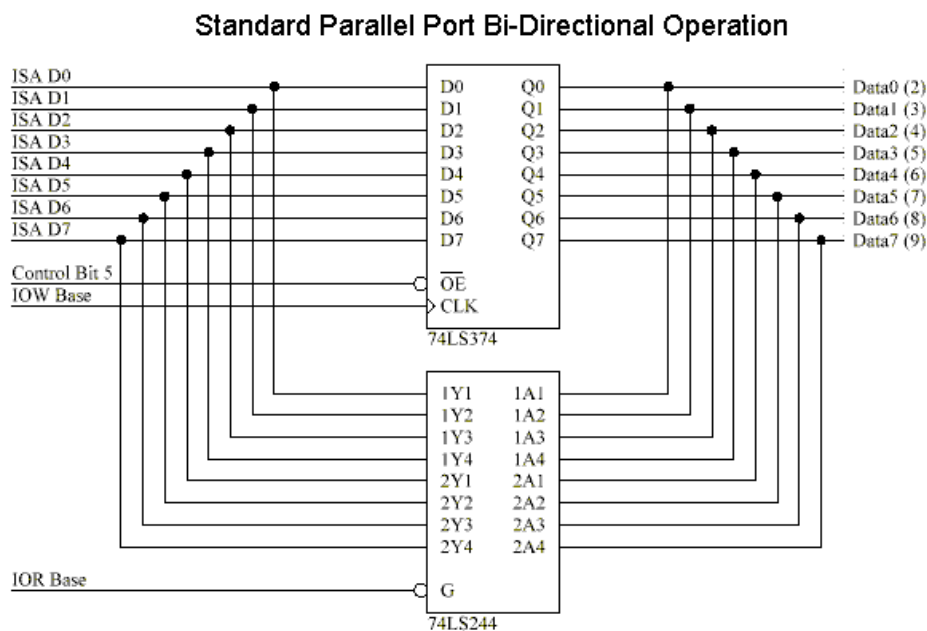 Standard Parallel Port Bi-Directional Operation
ISA D0
ISA D1
ISA D2
ISA D3
ISA D4
ISA D5
ISA D6
ISA D7
Control Bit 5
IOW Base
D0 Q0
D1 Q1
D2 Q2
D3 Q3
D4 Q4
D5 Q5
D6 Q6
D7 Q7
OE
CLK
74LS374
Data0 (2)
Data1 (3)
Data2 (4)
Data3 (5)
Data4 (6)
Data5 (7)
Data6 (8)
Data7 (9)
1Y1 1A1
1Y2 1A2
1Y3 1A3
1Y4 1A4
2Y1 2A1
2Y2 2A2
2Y3 2A3
2Y4 2A4
IOR Base
G
74LS244